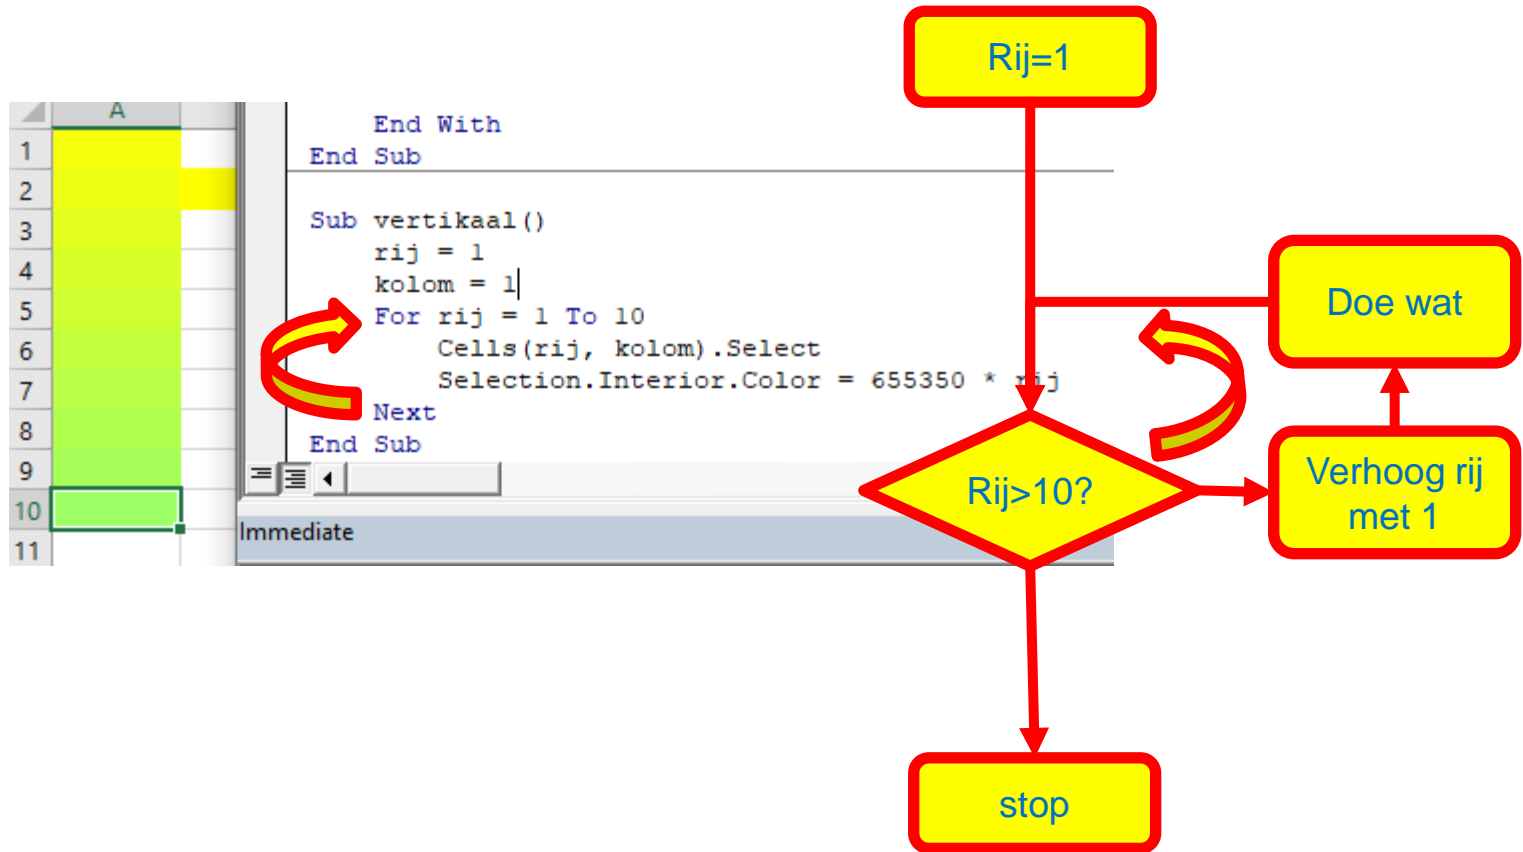 Rij=1
A
1
2
3
4
5
6
7
8
9
10
11
End With
End Sub
Sub vertikaal()
rij = 1
kolom = 1
For rij = 1 To 10
Cells(rij, kolom).Select
Selection.Interior.Color = 655350 * rij
Next
End Sub
Immediate
Doe wat
Rij>10?
Verhoog rij
met 1
stop